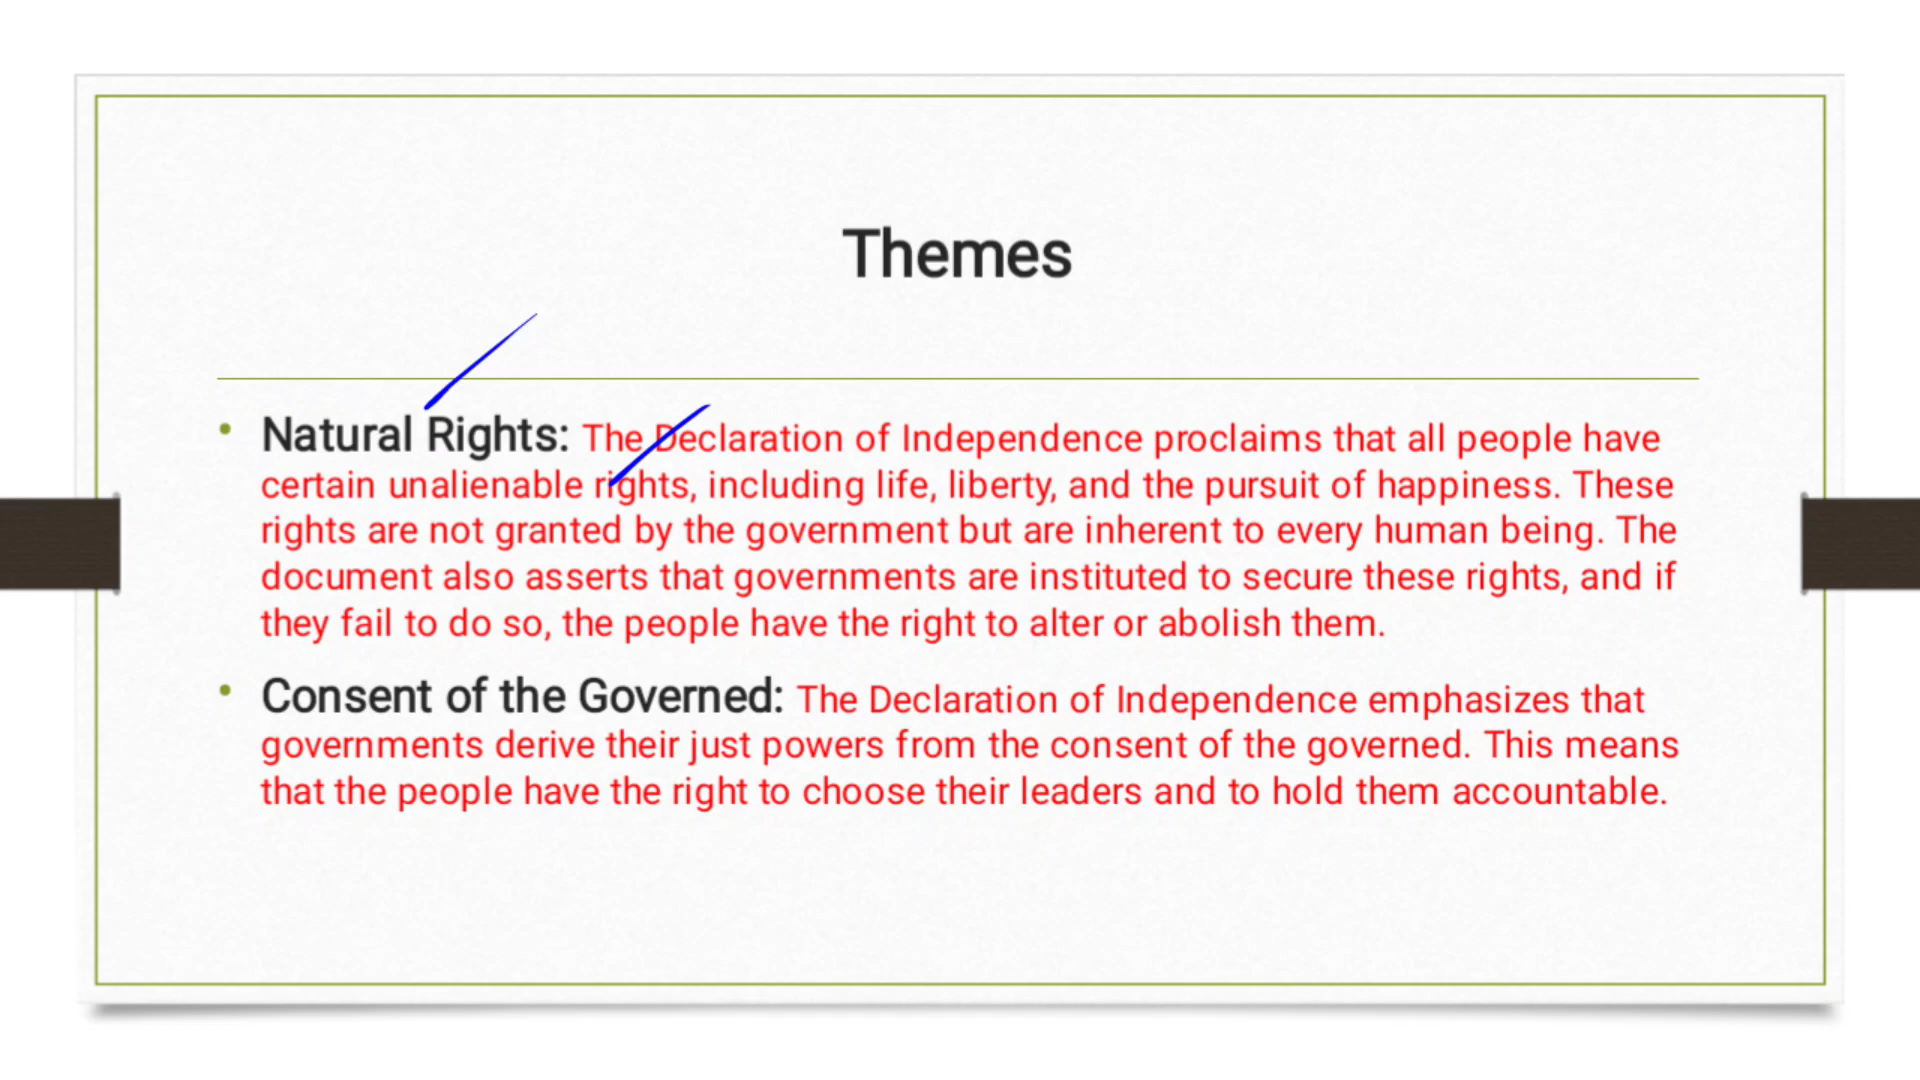 Themes
• Natural Rights: The Declaration of Independence proclaims that all people have
certain unalienable rights, including life, liberty, and the pursuit of happiness. These
rights are not granted by the government but are inherent to every human being. The
document also asserts that governments are instituted to secure these rights, and if
they fail to do so, the people have the right to alter or abolish them.
• Consent of the Governed: The Declaration of Independence emphasizes that
governments derive their just powers from the consent of the governed. This means
that the people have the right to choose their leaders and to hold them accountable.